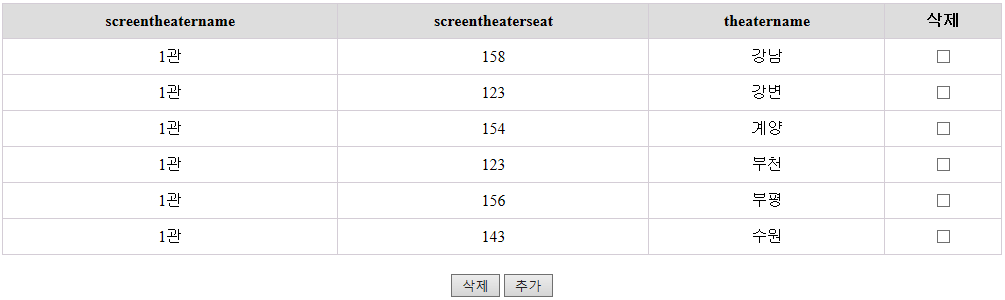 screentheatername screentheaterseat theatername 삭제
1관 158 강남
1관 123 강변
1관 154 계양
1관 123 부천
1관 156 부평
1관 143 수원
삭제 추가